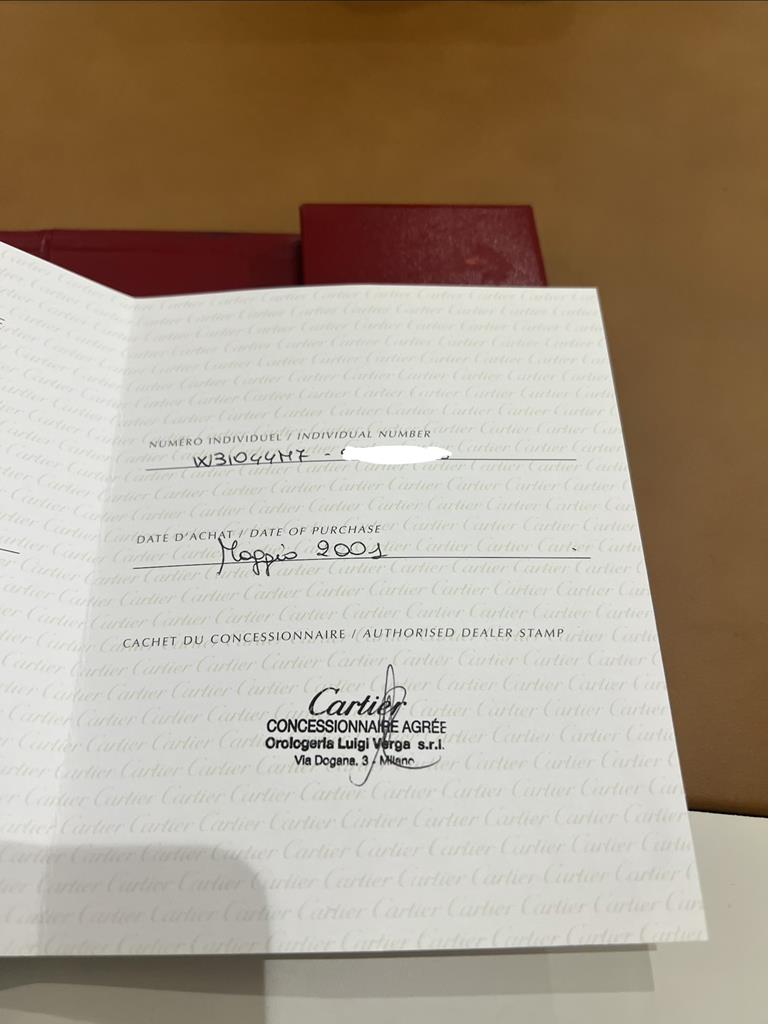 NUMÉRO INDIVIDUEL / INDIVIDUAL NUMBER
W31044M7 -
DATE D'ACHAT / DATE OF PURCHASE
Maggio 2001
CACHET DU CONCESSIONNAIRE / AUTHORISED DEALER STAMP
Cartier
CONCESSIONNAIRE AGRÉE
Orologeria Luigi Verga s.r.l.
Via Dogana, 3 - Milano